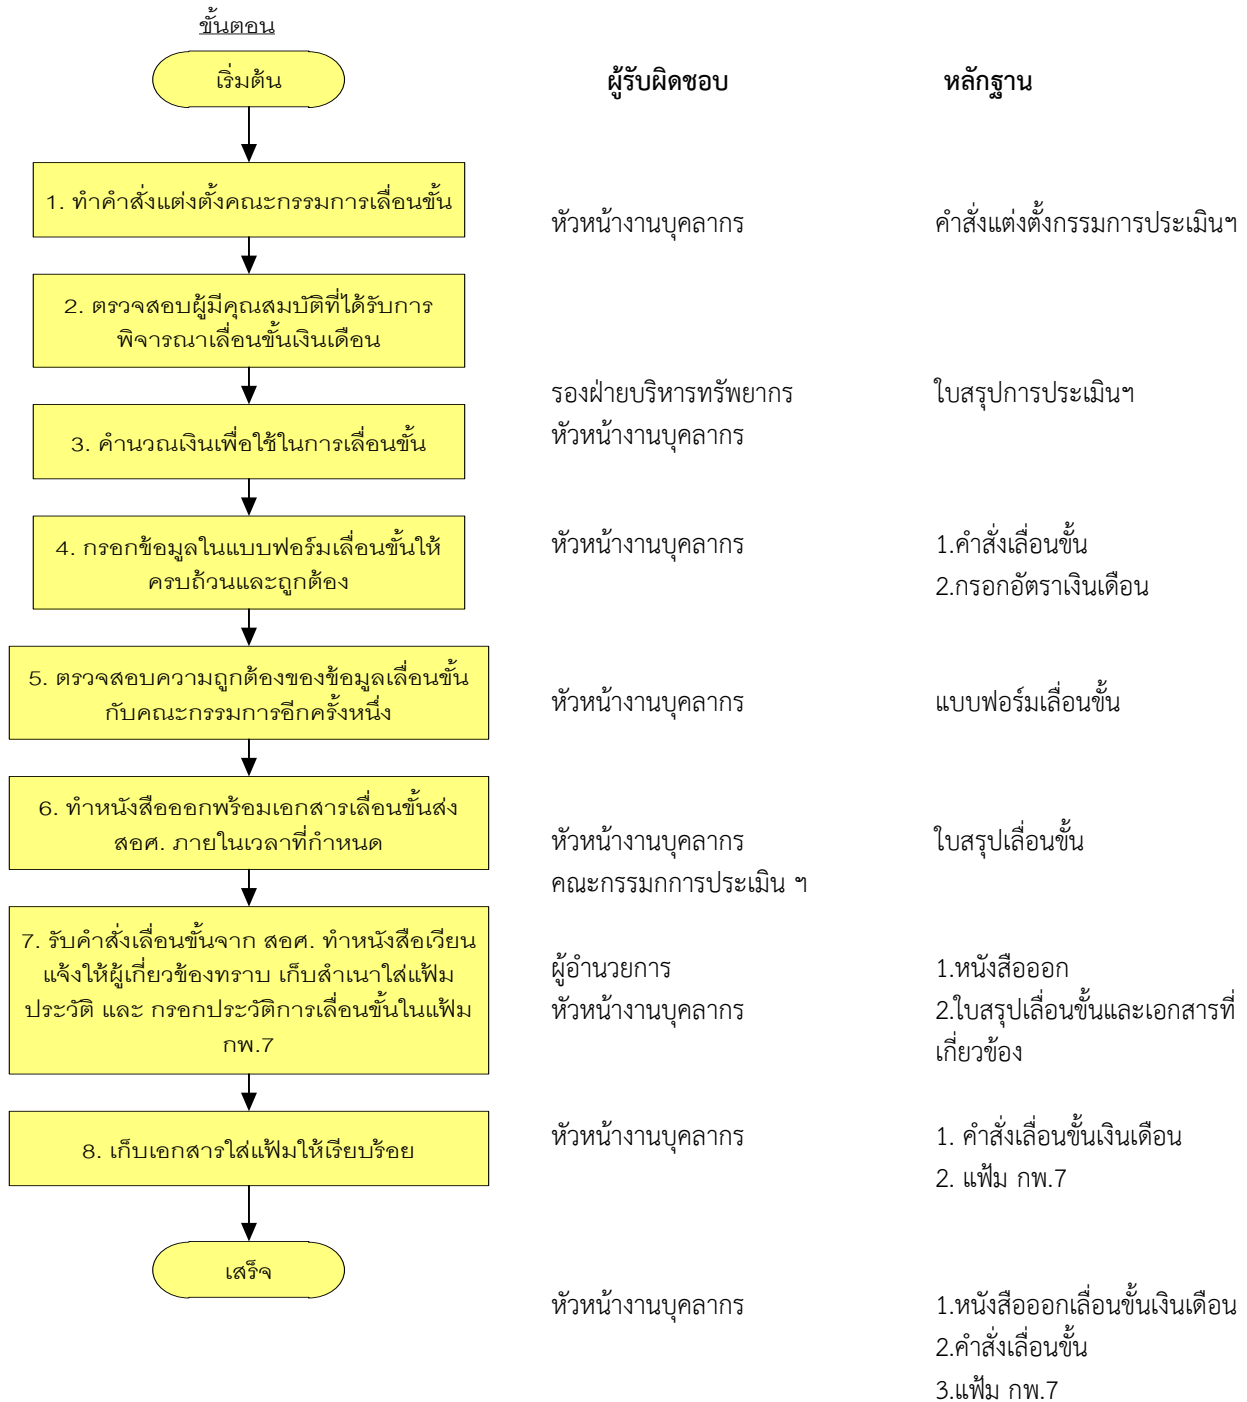 ขั้นตอน
เริ่มต้น
ผู้รับผิดชอบ
หลักฐาน
1. ทำคำสั่งแต่งตั้งคณะกรรมการเลื่อนขั้น
หัวหน้างานบุคลากร
คำสั่งแต่งตั้งกรรมการประเมินฯ
2. ตรวจสอบผู้มีคุณสมบัติที่ได้รับการ
พิจารณาเลื่อนขั้นเงินเดือน
รองฝ่ายบริหารทรัพยากร
หัวหน้างานบุคลากร
ใบสรุปการประเมินฯ
3. คำนวณเงินเพื่อใช้ในการเลื่อนขั้น
หัวหน้างานบุคลากร
1.คำสั่งเลื่อนขั้น
2.กรอกอัตราเงินเดือน
4. กรอกข้อมูลในแบบฟอร์มเลื่อนขั้นให้
ครบถ้วนและถูกต้อง
หัวหน้างานบุคลากร
แบบฟอร์มเลื่อนขั้น
5. ตรวจสอบความถูกต้องของข้อมูลเลื่อนขั้น
กับคณะกรรมการอีกครั้งหนึ่ง
หัวหน้างานบุคลากร
คณะกรรมกการประเมิน ฯ
ใบสรุปเลื่อนขั้น
6. ทำหนังสือออกพร้อมเอกสารเลื่อนขั้นส่ง
สอศ. ภายในเวลาที่กำหนด
ผู้อำนวยการ
หัวหน้างานบุคลากร
1.หนังสือออก
2.ใบสรุปเลื่อนขั้นและเอกสารที่
เกี่ยวข้อง
7. รับคำสั่งเลื่อนขั้นจาก สอศ. ทำหนังสือเวียน
แจ้งให้ผู้เกี่ยวข้องทราบ เก็บสำเนาใส่แฟ้ม
ประวัติ และ กรอกประวัติการเลื่อนขั้นในแฟ้ม
กพ.7
หัวหน้างานบุคลากร
1. คำสั่งเลื่อนขั้นเงินเดือน
2. แฟ้ม กพ.7
8. เก็บเอกสารใส่แฟ้มให้เรียบร้อย
เสร็จ
หัวหน้างานบุคลากร
1.หนังสือออกเลื่อนขั้นเงินเดือน
2.คำสั่งเลื่อนขั้น
3.แฟ้ม กพ.7